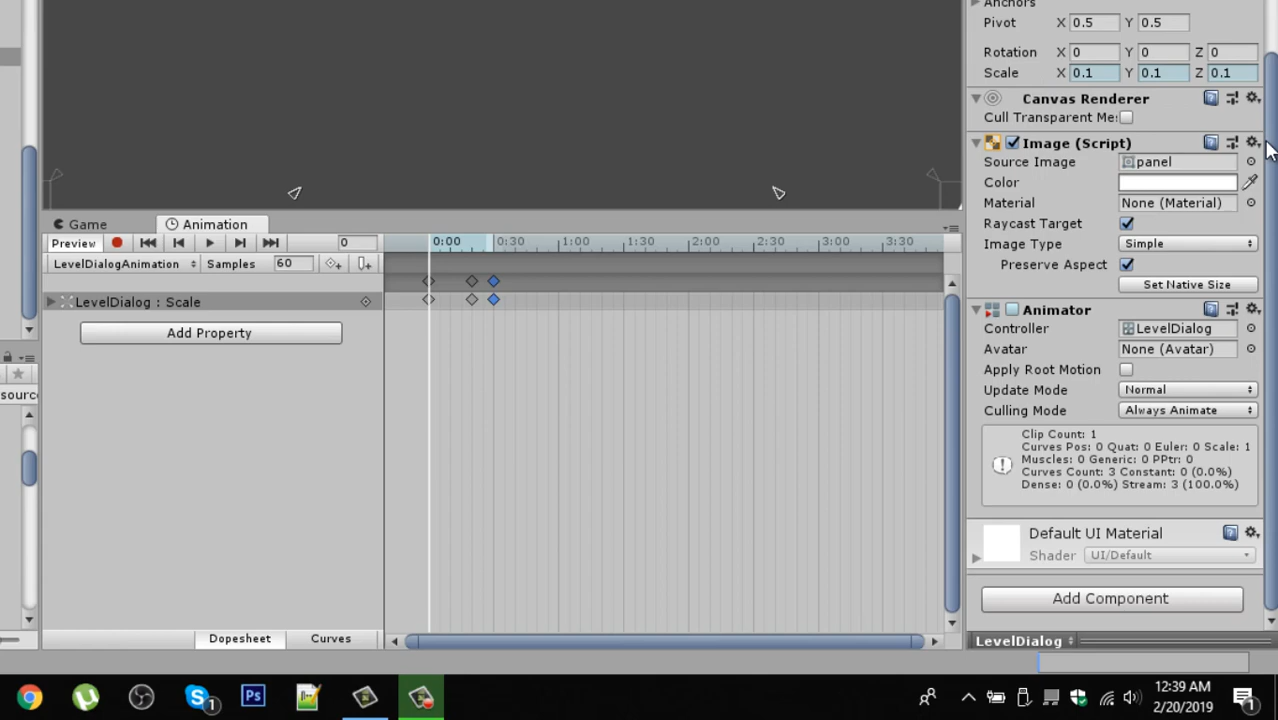 Anchors
Pivot X 0.5 Y 0.5
Rotation X 0 Y 0 Z 0
Scale X 0.1 Y 0.1 Z 0.1
Canvas Renderer
Cull Transparent Me:
Image (Script)
Source Image panel
Color
Material None (Material)
Raycast Target
Image Type Simple
Preserve Aspect
Set Native Size
Animator
Controller LevelDialog
Avatar None (Avatar)
Apply Root Motion
Update Mode Normal
Culling Mode Always Animate
Clip Count: 1
Curves Pos: 0 Quat: 0 Euler: 0 Scale: 1
Muscles: 0 Generic: 0 PPtr: 0
Curves Count: 3 Constant: 0 (0.0%)
Dense: 0 (0.0%) Stream: 3 (100.0%)
Default UI Material
Shader UI/Default
Add Component
LevelDialog
Game Animation
Preview 0 0:00 0:30 1:00 1:30 2:00 2:30 3:00 3:30
LevelDialogAnimation Samples 60
LevelDialog : Scale
Add Property
Dopesheet Curves
source
S 1 Ps
12:39 AM
2/20/2019
1